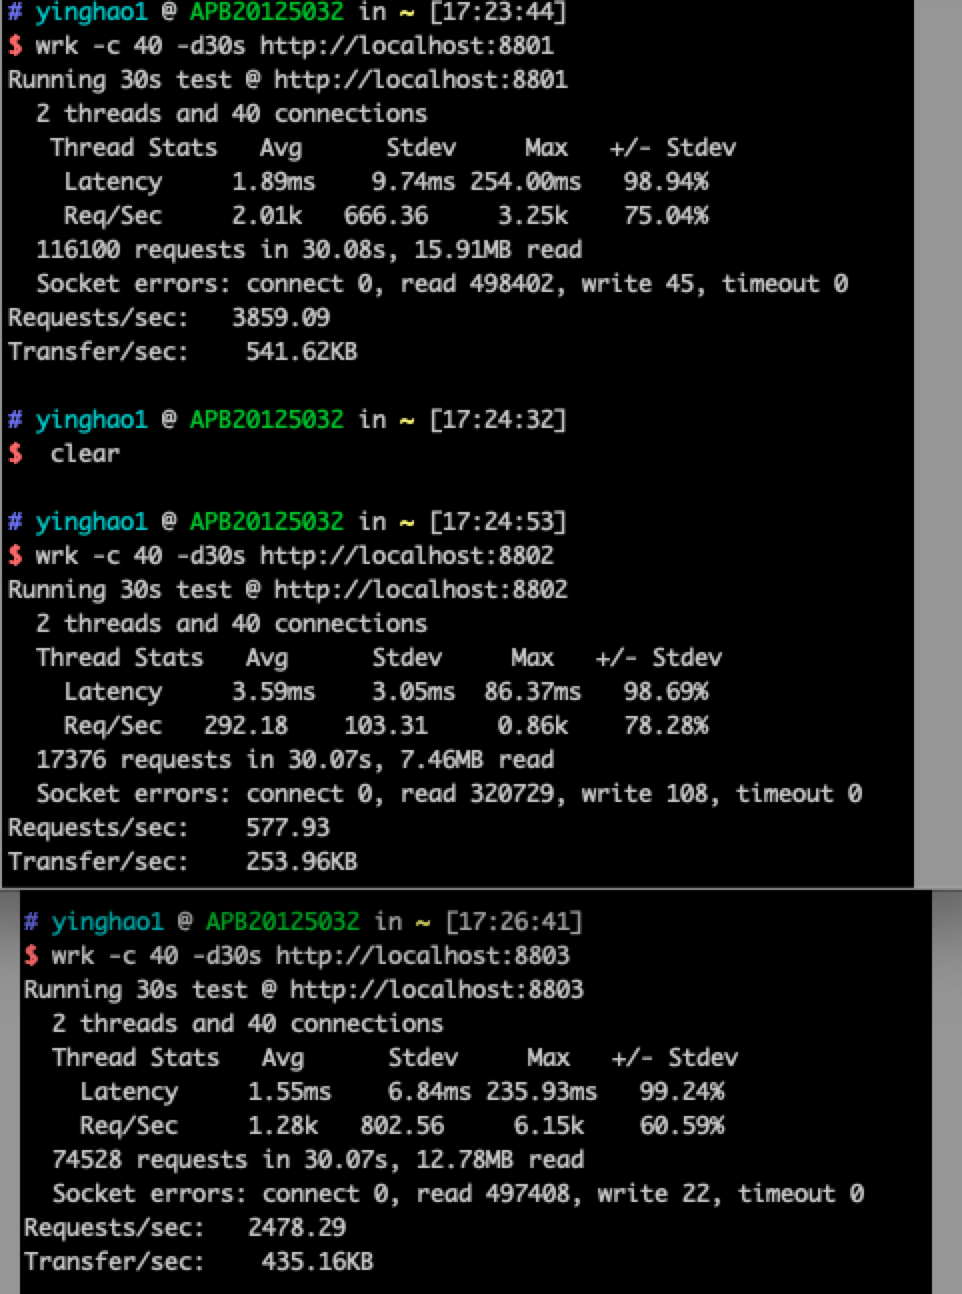 # yinghao1 @ APB20125032 in ~ [17:23:44]
$ wrk -c 40 -d30s http://localhost:8801
Running 30s test @ http://localhost:8801
2 threads and 40 connections
Thread Stats Avg Stdev Max +/- Stdev
Latency 1.89ms 9.74ms 254.00ms 98.94%
Req/Sec 2.01k 666.36 3.25k 75.04%
116100 requests in 30.08s, 15.91MB read
Socket errors: connect 0, read 498402, write 45, timeout 0
Requests/sec: 3859.09
Transfer/sec: 541.62KB
# yinghao1 @ APB20125032 in ~ [17:24:32]
$ clear
# yinghao1 @ APB20125032 in ~ [17:24:53]
$ wrk -c 40 -d30s http://localhost:8802
Running 30s test @ http://localhost:8802
2 threads and 40 connections
Thread Stats Avg Stdev Max +/- Stdev
Latency 3.59ms 3.05ms 86.37ms 98.69%
Req/Sec 292.18 103.31 0.86k 78.28%
17376 requests in 30.07s, 7.46MB read
Socket errors: connect 0, read 320729, write 108, timeout 0
Requests/sec: 577.93
Transfer/sec: 253.96KB
# yinghao1 @ APB20125032 in ~ [17:26:41]
$ wrk -c 40 -d30s http://localhost:8803
Running 30s test @ http://localhost:8803
2 threads and 40 connections
Thread Stats Avg Stdev Max +/- Stdev
Latency 1.55ms 6.84ms 235.93ms 99.24%
Req/Sec 1.28k 802.56 6.15k 60.59%
74528 requests in 30.07s, 12.78MB read
Socket errors: connect 0, read 497408, write 22, timeout 0
Requests/sec: 2478.29
Transfer/sec: 435.16KB